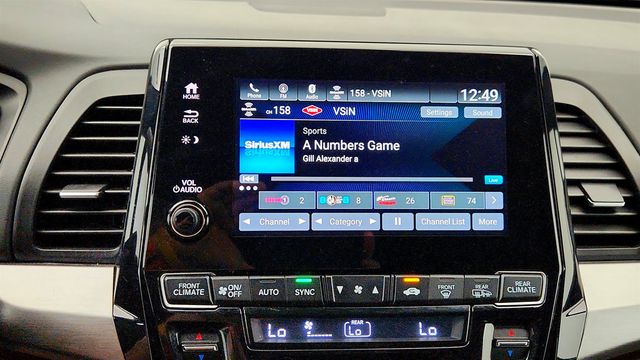 Phone FM Audio 158 - VSiN 12:49
HOME
CH 158 VSiN Settings Sound
BACK
Sports
SiriusXM
A Numbers Game
Gill Alexander a
VOL
AUDIO
Live
2 8 26 74
Channel Category Channel List More
FRONT CLIMATE ON/OFF AUTO SYNC FRONT REAR REAR CLIMATE
Lo REAR Lo Lo